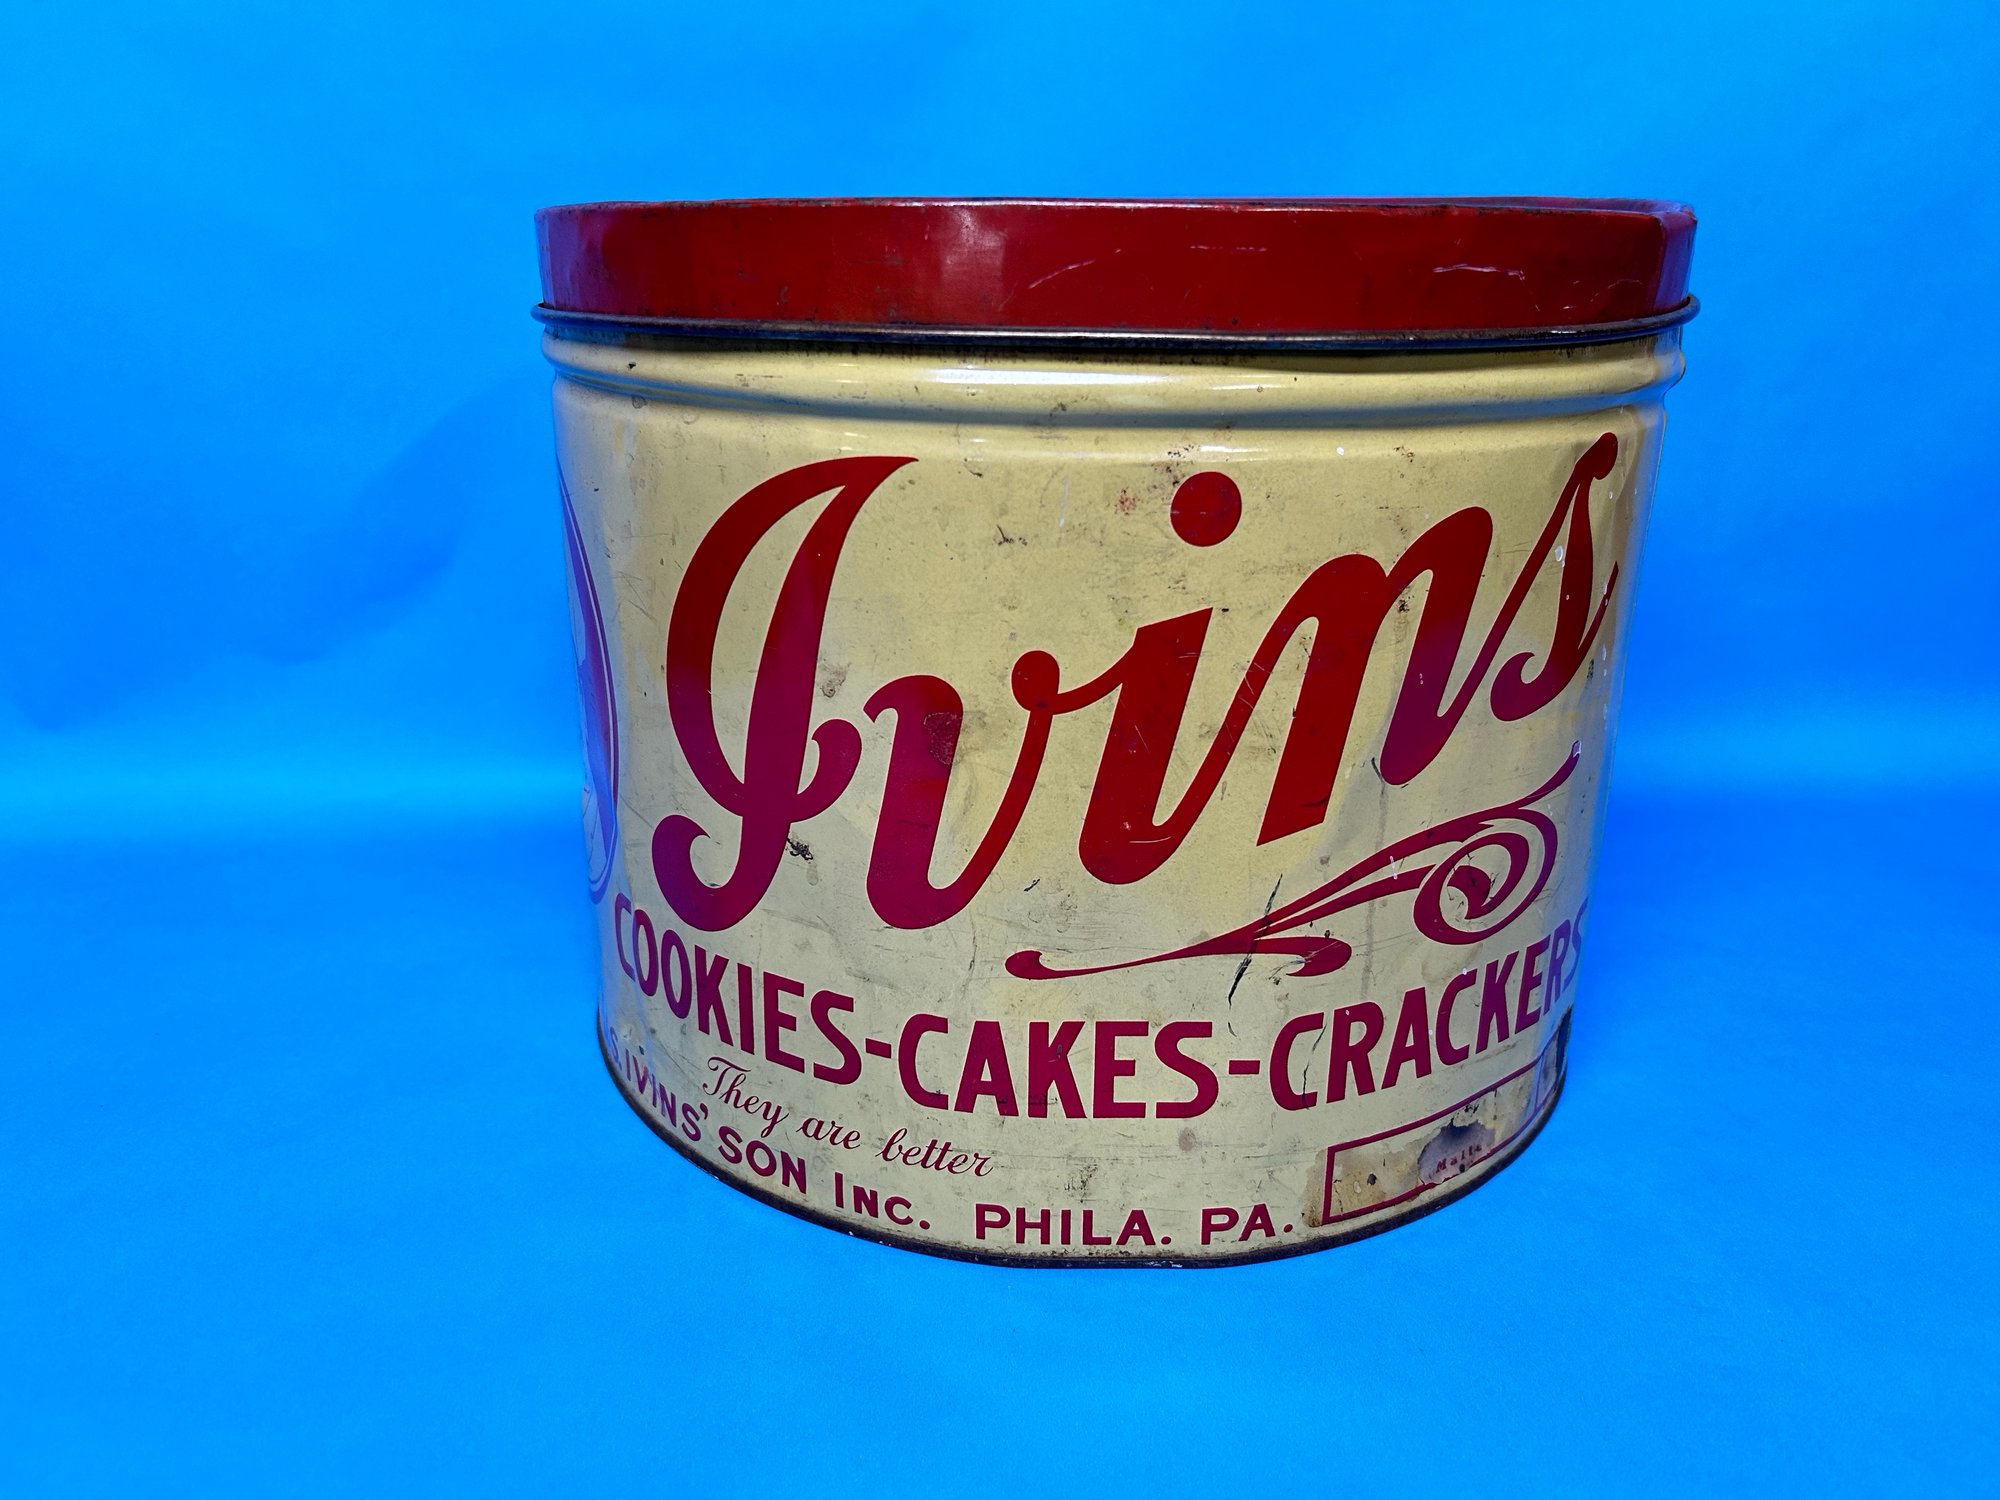 Ivins
COOKIES-CAKES-CRACKERS
They are better
S. IVINS' SON INC. PHILA. PA.